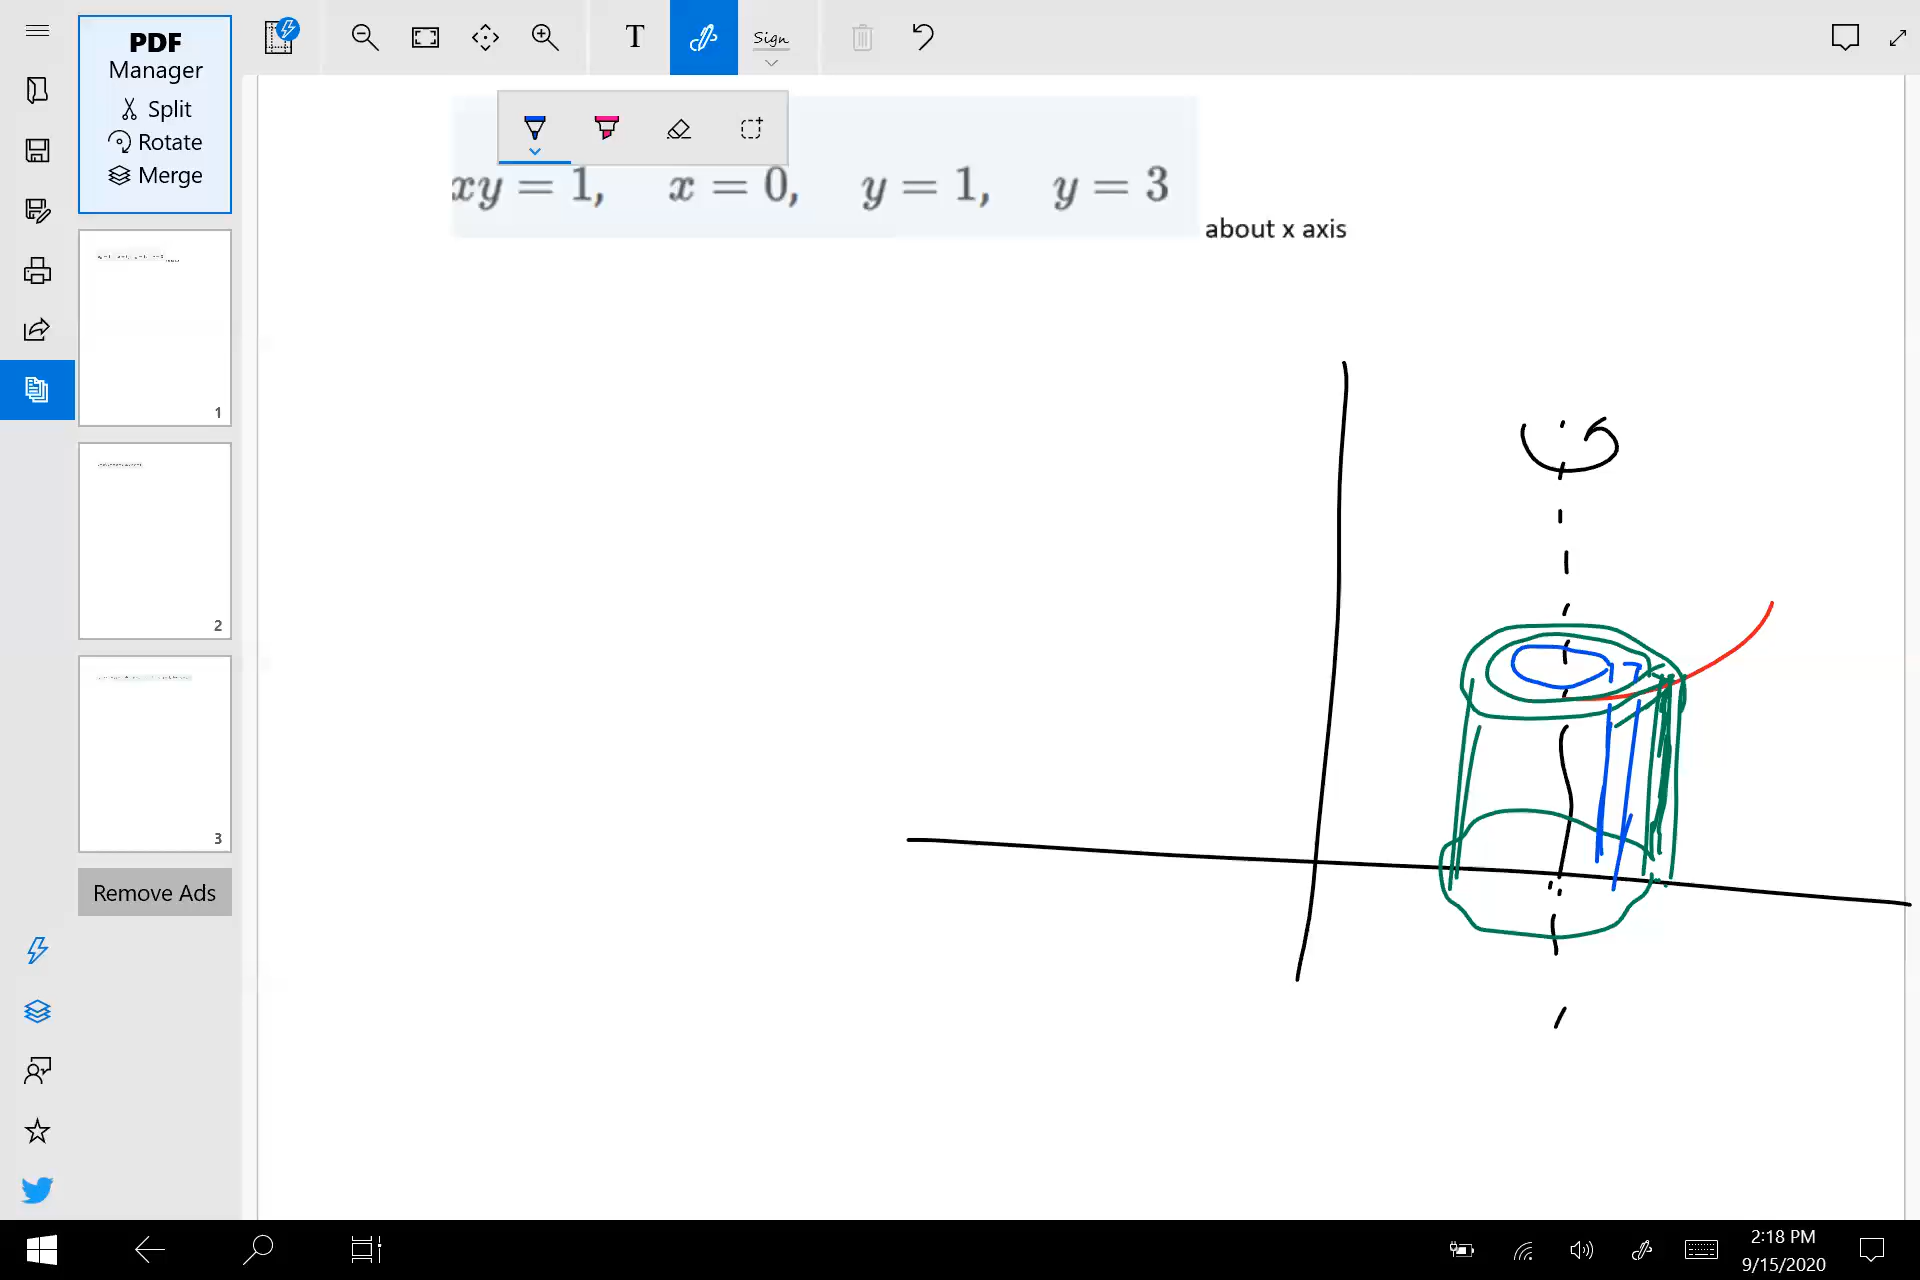 PDF
Manager
Split
Rotate
Merge
T
Sign
xy = 1, x = 0, y = 1, y = 3
about x axis
1
2
3
Remove Ads
2:18 PM
9/15/2020